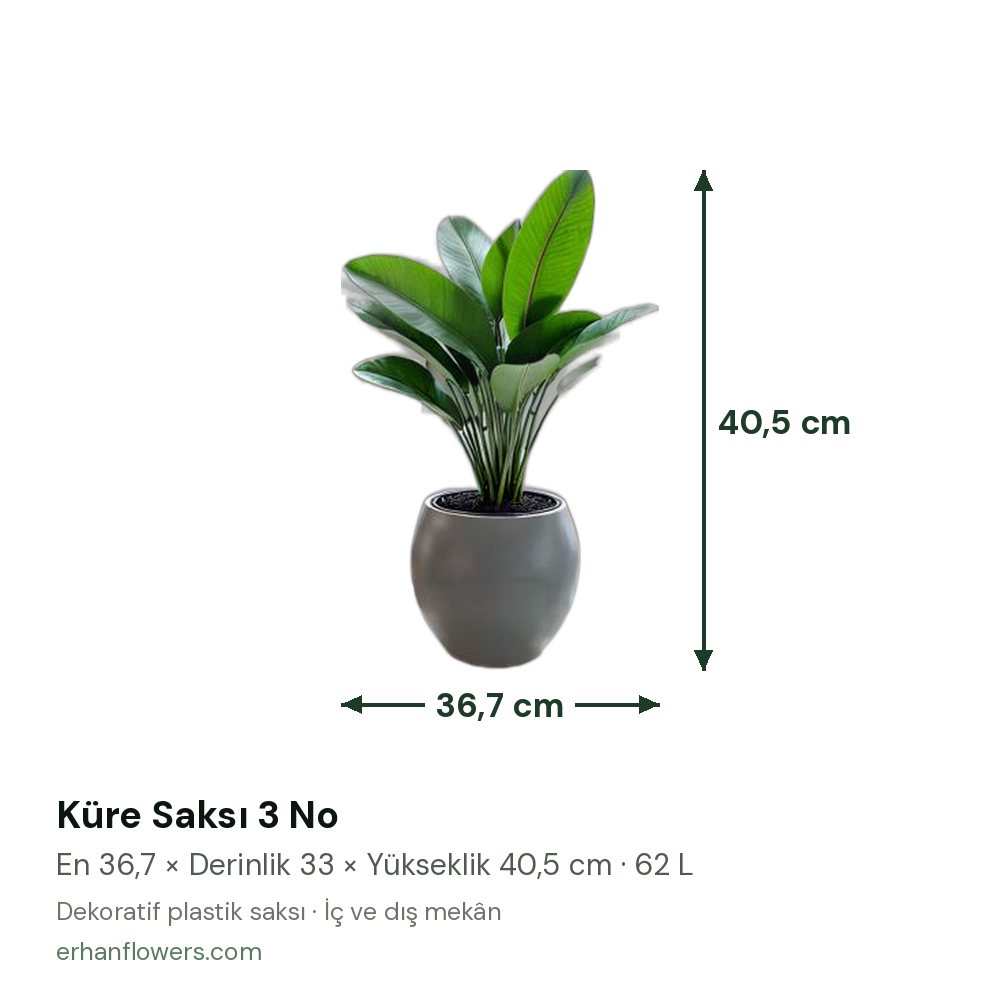 40,5 cm
36,7 cm
Küre Saksı 3 No
En 36,7 × Derinlik 33 × Yükseklik 40,5 cm · 62 L
Dekoratif plastik saksı · İç ve dış mekân
erhanflowers.com